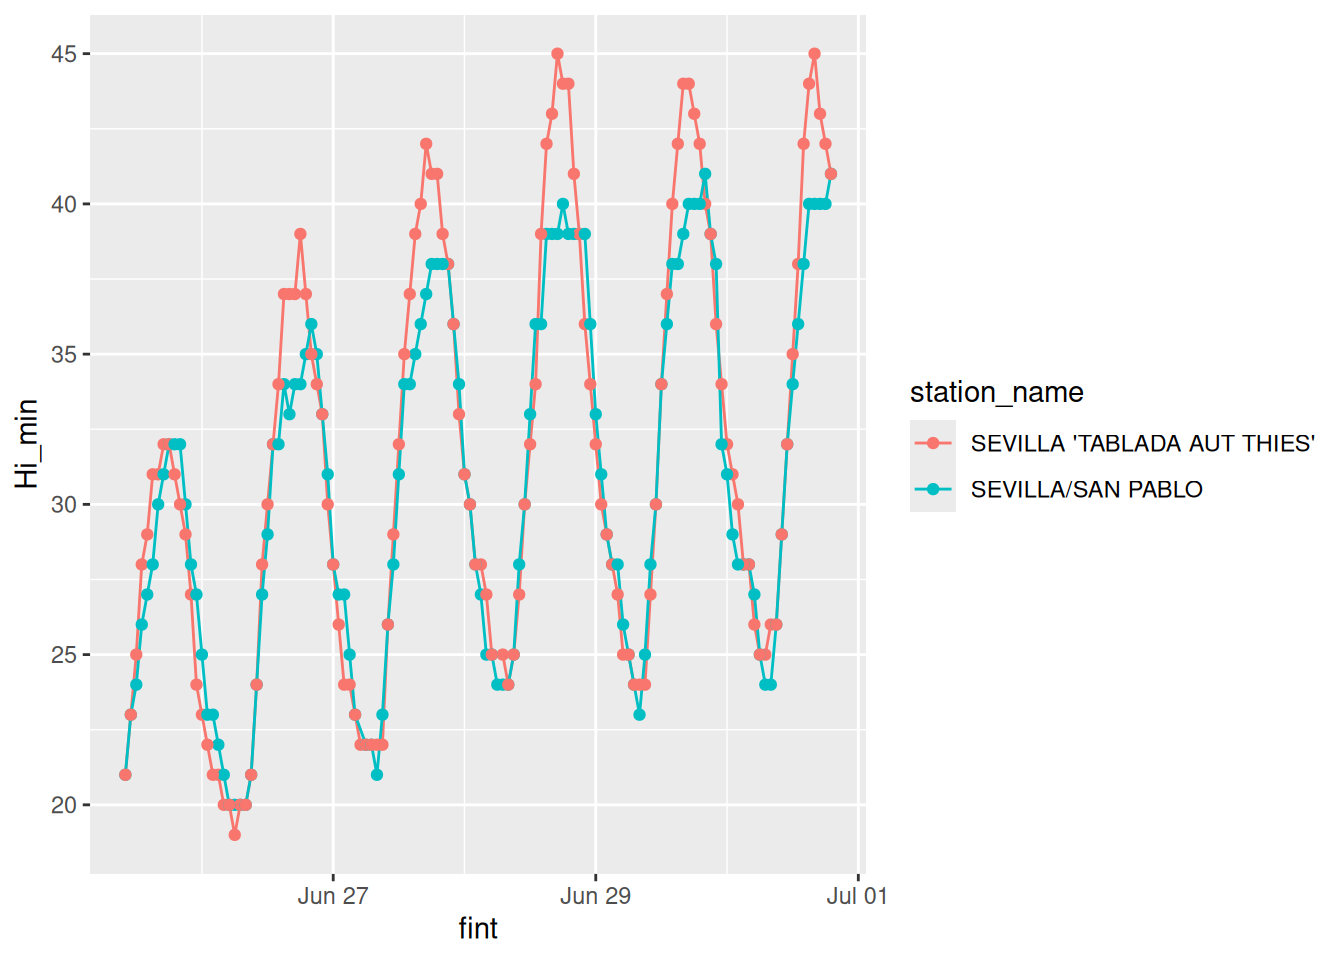 45
40
35
30
25
20
Hi_min
Jun 27
Jun 29
Jul 01
fint
station_name
SEVILLA 'TABLADA AUT THIES'
SEVILLA/SAN PABLO